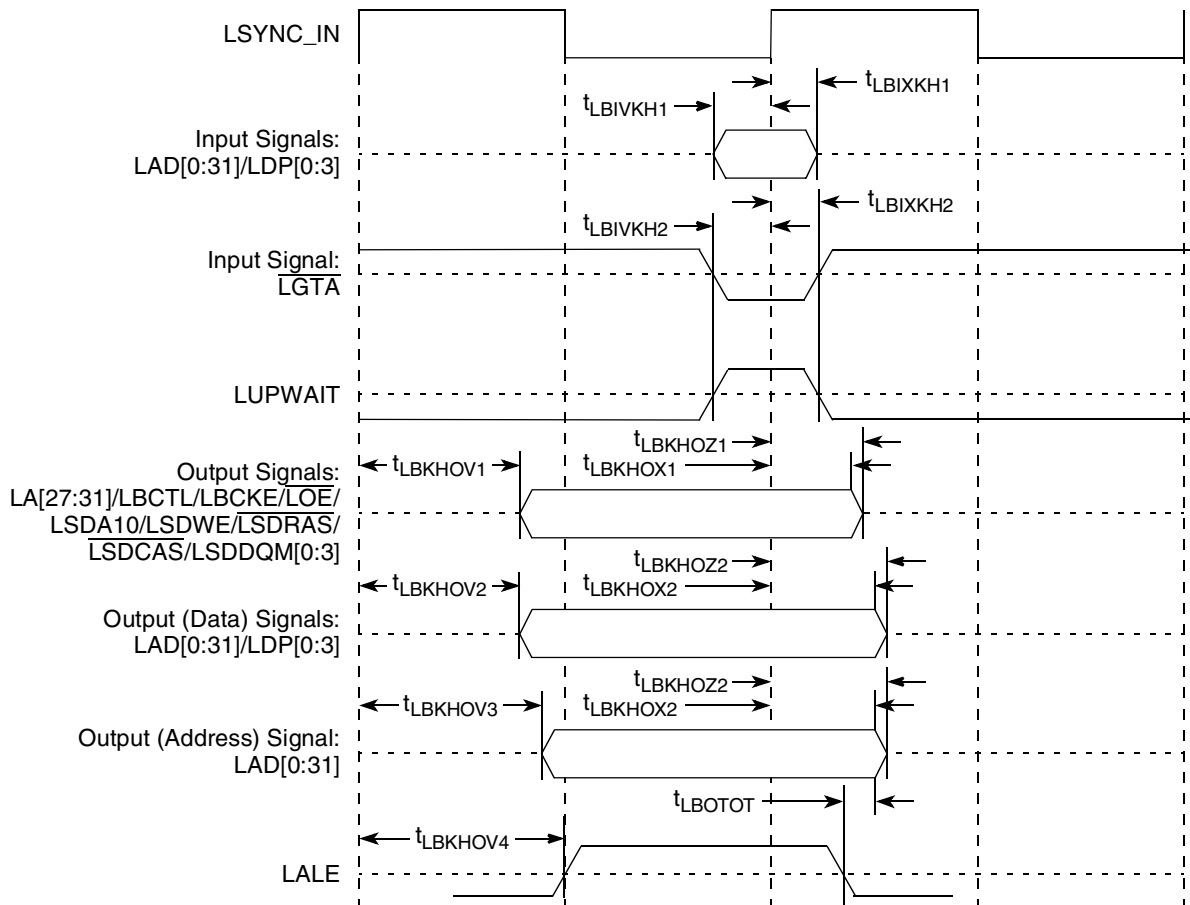 LSYNC_IN
tLBIXKH1
tLBIVKH1
Input Signals:
LAD[0:31]/LDP[0:3]
tLBIXKH2
tLBIVKH2
Input Signal:
LGTA
LUPWAIT
tLBKHOZ1
tLBKHOV1
tLBKHOX1
Output Signals:
LA[27:31]/LBCTL/LBCKE/LOE/
LSDA10/LSDWE/LSDRAS/
LSDCAS/LSDDQM[0:3]
tLBKHOZ2
tLBKHOV2
tLBKHOX2
Output (Data) Signals:
LAD[0:31]/LDP[0:3]
tLBKHOZ2
tLBKHOV3
tLBKHOX2
Output (Address) Signal:
LAD[0:31]
tLBOTOT
tLBKHOV4
LALE